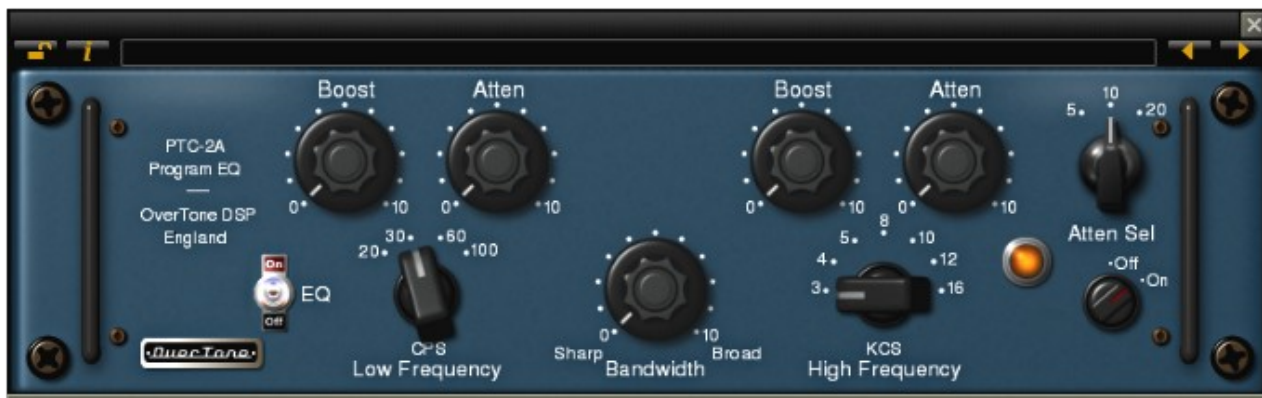 i
Boost
Atten
Boost
Atten
5 10 20
PTC-2A
Program EQ
OverTone DSP
England
0 10
0 10
0 10
0 10
Atten Sel
20 30 60 100
3 4 5 8 10 12 16
Off
On
On
EQ
Off
0 10
OverTone
CPS
Low Frequency
Sharp
Broad
Bandwidth
KCS
High Frequency